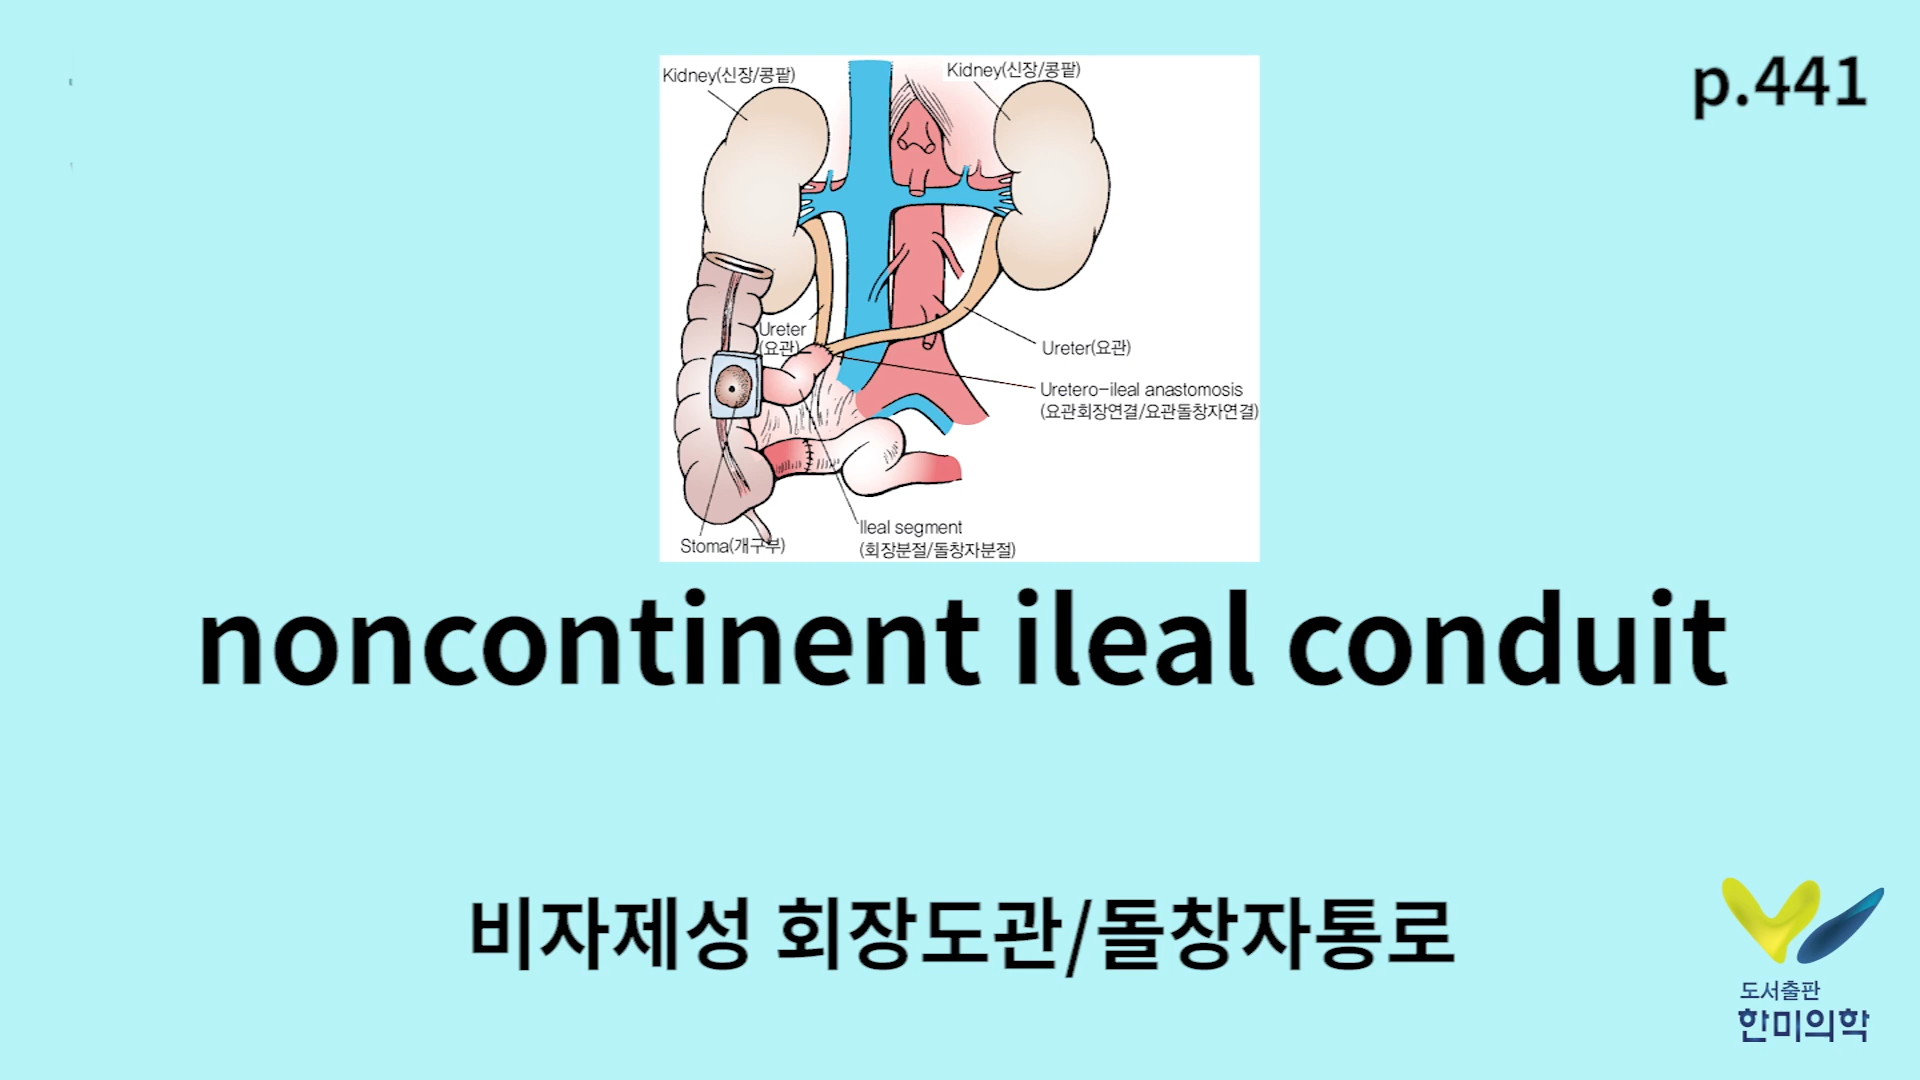 p.441
Kidney(신장/콩팥)
Kidney(신장/콩팥)
Ureter
(요관)
Ureter(요관)
Uretero-ileal anastomosis
(요관회장연결/요관돌창자연결)
Ileal segment
(회장분절/돌창자분절)
Stoma(개구부)
noncontinent ileal conduit
비자제성 회장도관/돌창자통로
도서출판
한미의학